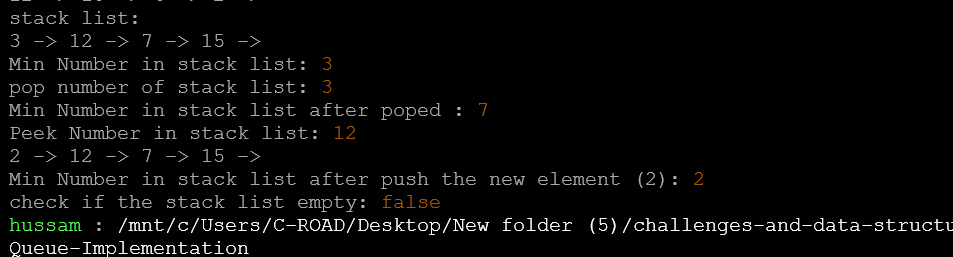 stack list:
3 -> 12 -> 7 -> 15 ->
Min Number in stack list: 3
pop number of stack list: 3
Min Number in stack list after poped : 7
Peek Number in stack list: 12
2 -> 12 -> 7 -> 15 ->
Min Number in stack list after push the new element (2): 2
check if the stack list empty: false
hussam : /mnt/c/Users/C-ROAD/Desktop/New folder (5)/challenges-and-data-structu
Queue-Implementation